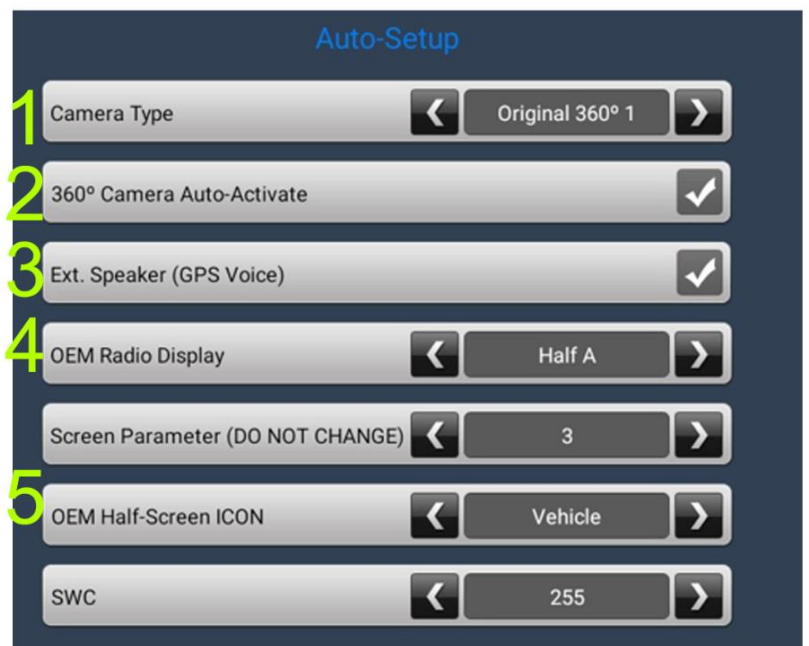 Auto-Setup
1 Camera Type Original 360º 1
2 360º Camera Auto-Activate
3 Ext. Speaker (GPS Voice)
4 OEM Radio Display Half A
Screen Parameter (DO NOT CHANGE) 3
5 OEM Half-Screen ICON Vehicle
SWC 255